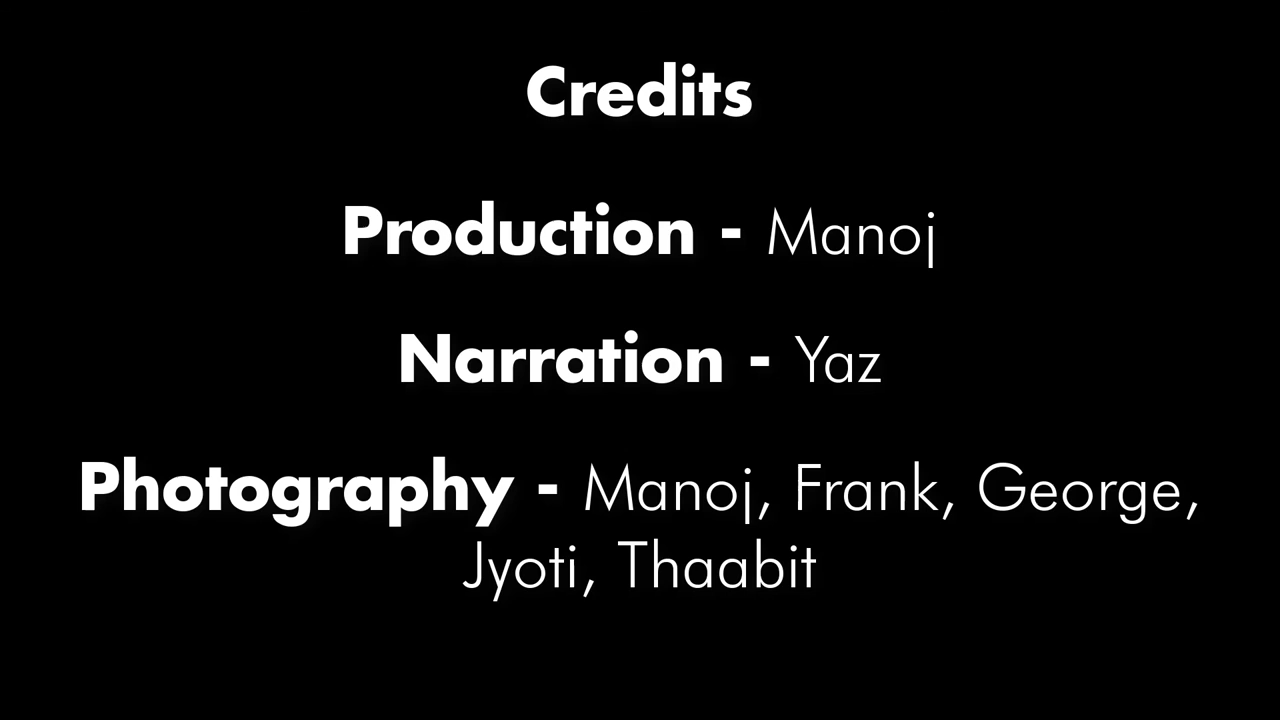 Credits
Production - Manoj
Narration - Yaz
Photography - Manoj, Frank, George,
Jyoti, Thaabit